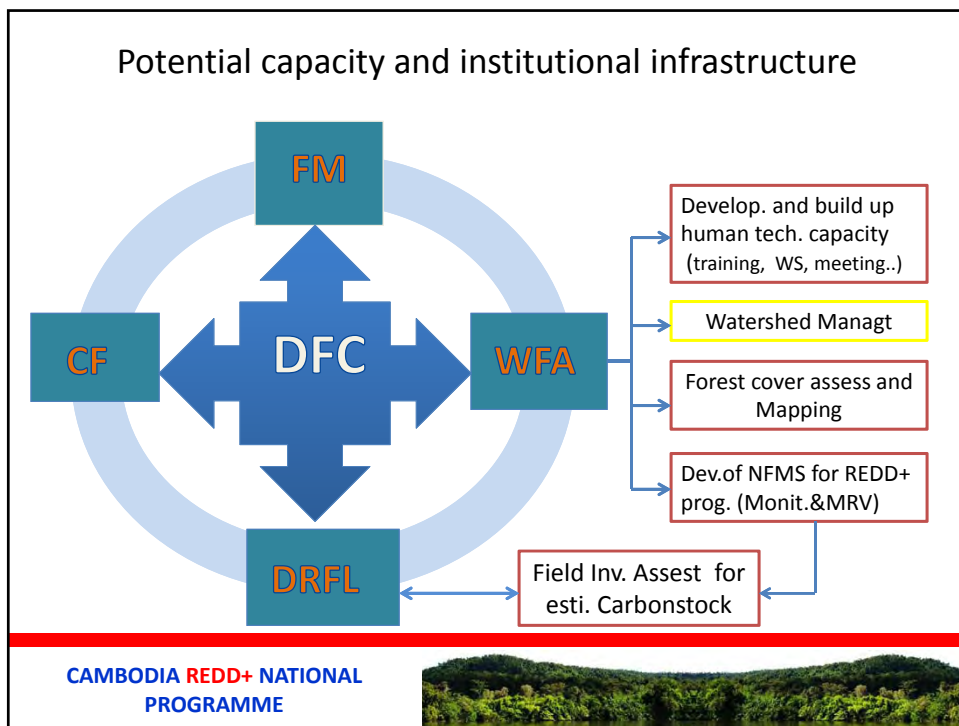 Potential capacity and institutional infrastructure
FM
CF
DFC
WFA
DRFL
Develop. and build up
human tech. capacity
(training, WS, meeting..)
Watershed Managt
Forest cover assess and
Mapping
Dev.of NFMS for REDD+
prog. (Monit.&MRV)
Field Inv. Assest for
esti. Carbonstock
CAMBODIA REDD+ NATIONAL
PROGRAMME